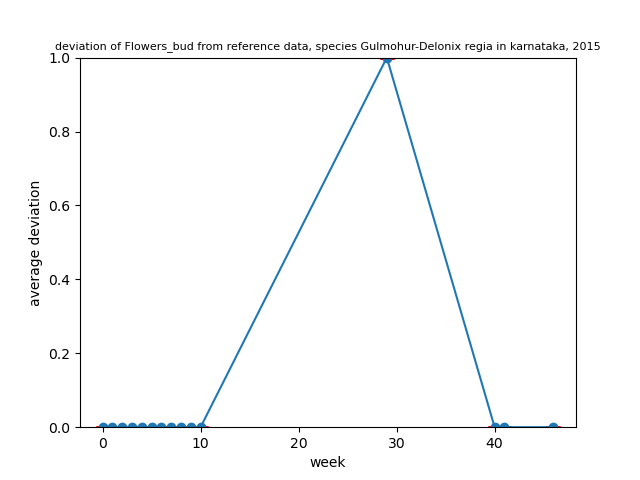 deviation of Flowers_bud from reference data, species Gulmohur-Delonix regia in karnataka, 2015
1.0
0.8
0.6
0.4
0.2
0.0
average deviation
0 10 20 30 40
week